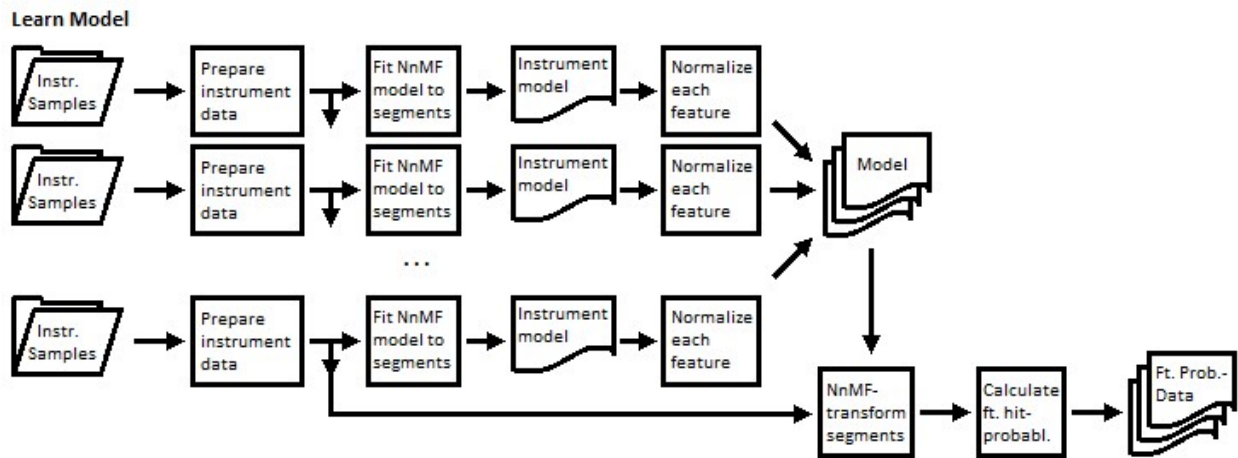 Learn Model
Instr.
Samples
Prepare
instrument
data
Fit NnMF
model to
segments
Instrument
model
Normalize
each
feature
Instr.
Samples
Prepare
instrument
data
Fit NnMF
model to
segments
Instrument
model
Normalize
each
feature
Model
...
Instr.
Samples
Prepare
instrument
data
Fit NnMF
model to
segments
Instrument
model
Normalize
each
feature
NnMF-
transform
segments
Calculate
ft. hit-
probabl.
Ft. Prob.-
Data